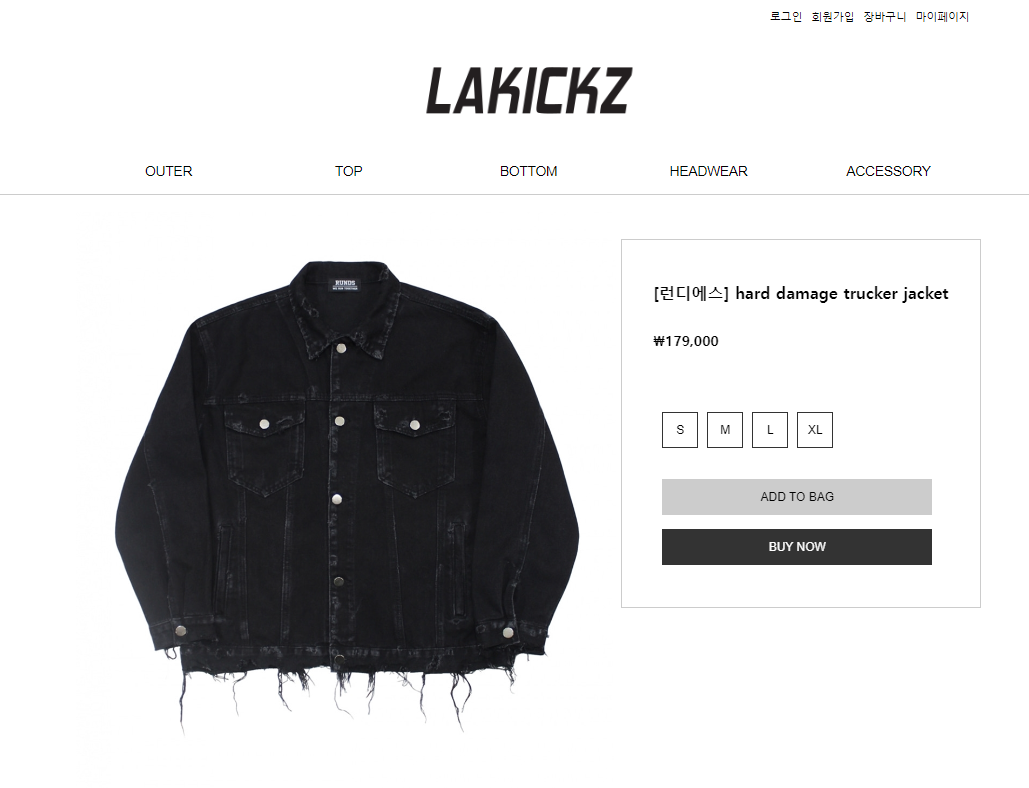 로그인 회원가입 장바구니 마이페이지
LAKICKZ
OUTER TOP BOTTOM HEADWEAR ACCESSORY
RUNDS
[런디에스] hard damage trucker jacket
₩179,000
S M L XL
ADD TO BAG
BUY NOW